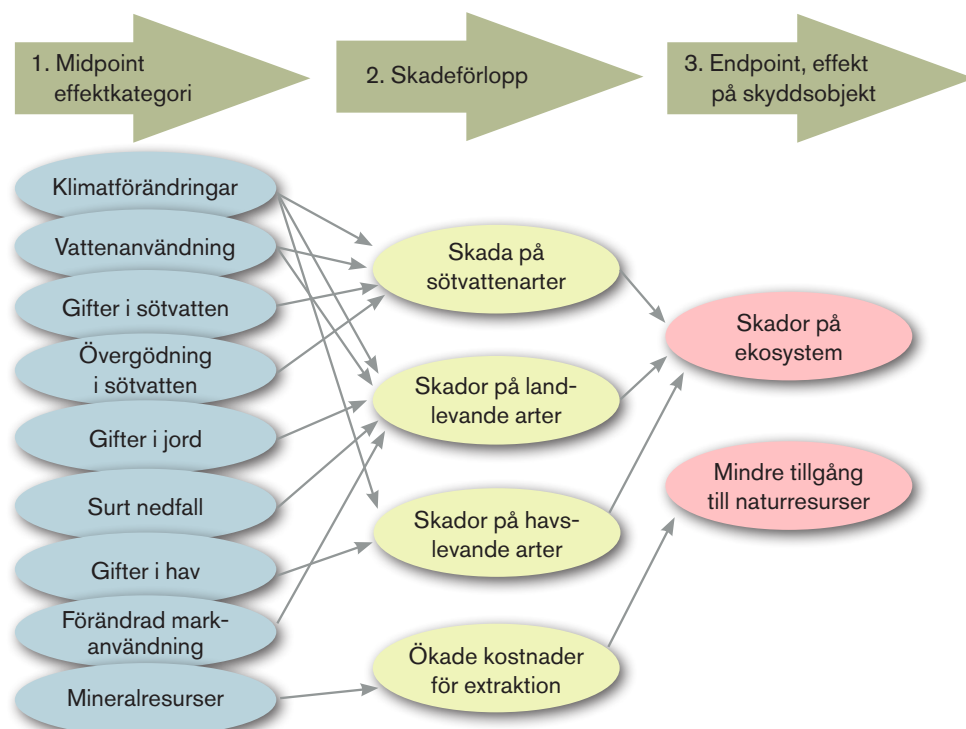 1. Midpoint
effektkategori
2. Skadeförlopp
3. Endpoint, effekt
på skyddsobjekt
Klimatförändringar
Vattenanvändning
Gifter i sötvatten
Övergödning
i sötvatten
Gifter i jord
Surt nedfall
Gifter i hav
Förändrad mark-
användning
Mineralresurser
Skada på
sötvattenarter
Skador på land-
levande arter
Skador på havs-
levande arter
Ökade kostnader
för extraktion
Skador på
ekosystem
Mindre tillgång
till naturresurser